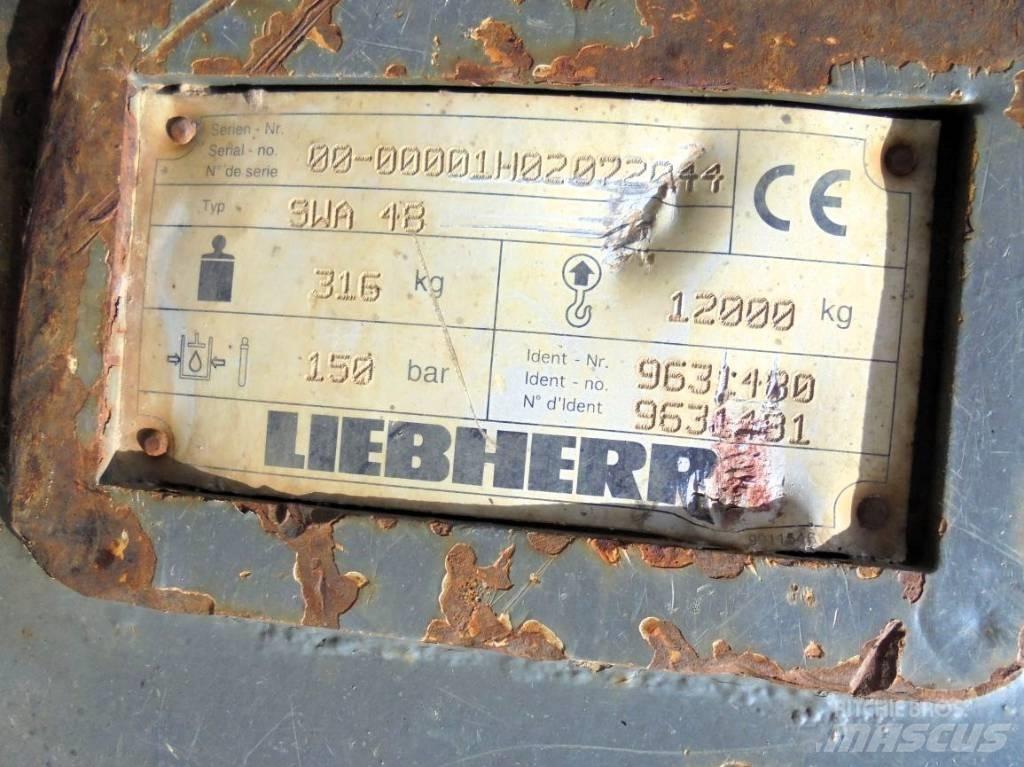 Serien - Nr.
Serial - no. 00-00001H02072044
N° de serie
Typ SWA 48
CE
316 kg
12000 kg
150 bar
Ident - Nr. 9631480
Ident - no.
N° d'Ident 9631481
LIEBHERR
RITCHIE BROS.
MASCUS